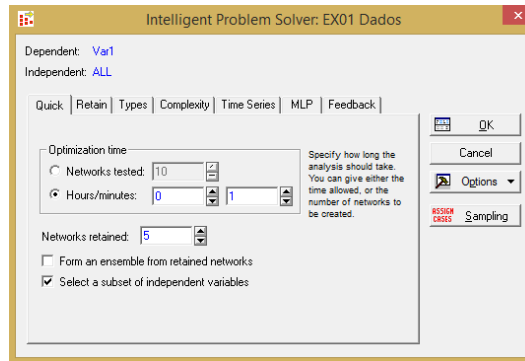 Intelligent Problem Solver: EX01 Dados
Dependent: Var1
Independent: ALL
Quick Retain Types Complexity Time Series MLP Feedback
Optimization time
Networks tested: 10
Hours/minutes: 0 1
Specify how long the
analysis should take.
You can give either the
time allowed, or the
number of networks to
be created.
Networks retained: 5
Form an ensemble from retained networks
Select a subset of independent variables
OK
Cancel
Options
ASSIGN
CASES Sampling